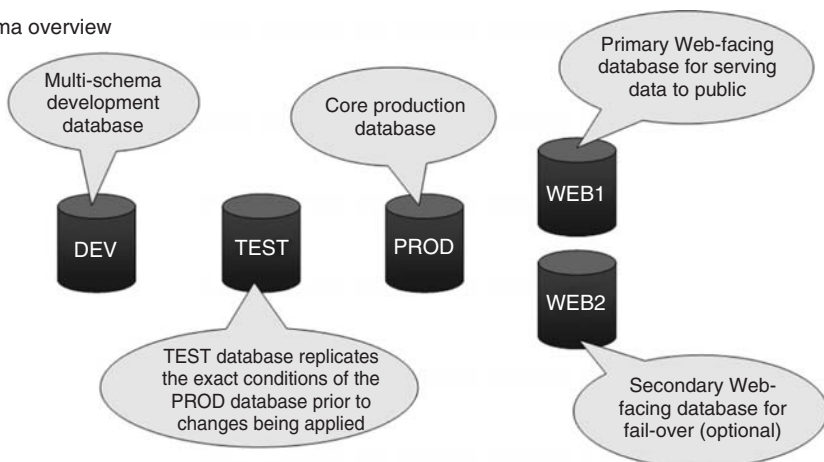 overview
Multi-schema
development
database
Core production
database
Primary Web-facing
database for serving
data to public
DEV
TEST
PROD
WEB1
WEB2
TEST database replicates
the exact conditions of the
PROD database prior to
changes being applied
Secondary Web-
facing database for
fail-over (optional)